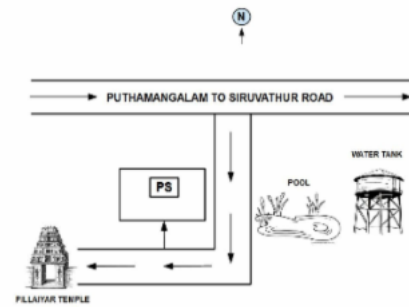 N
PUTHAMANGALAM TO SIRUVATHUR ROAD
WATER TANK
PS
POOL
PILLAIYAR TEMPLE